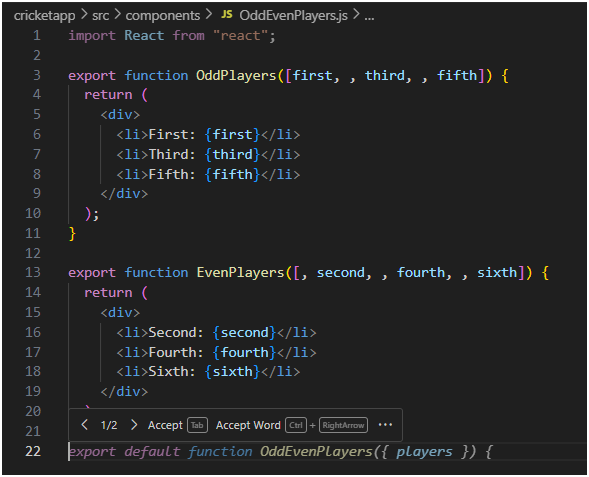 cricketapp > src > components > JS OddEvenPlayers.js > ...
1 import React from "react";
2
3 export function OddPlayers([first, , third, , fifth]) {
4   return (
5     <div>
6       <li>First: {first}</li>
7       <li>Third: {third}</li>
8       <li>Fifth: {fifth}</li>
9     </div>
10   );
11 }
12
13 export function EvenPlayers([, second, , fourth, , sixth]) {
14   return (
15     <div>
16       <li>Second: {second}</li>
17       <li>Fourth: {fourth}</li>
18       <li>Sixth: {sixth}</li>
19     </div>
20   )
< 1/2 > Accept Tab Accept Word Ctrl + RightArrow ...
21
22 export default function OddEvenPlayers({ players }) {